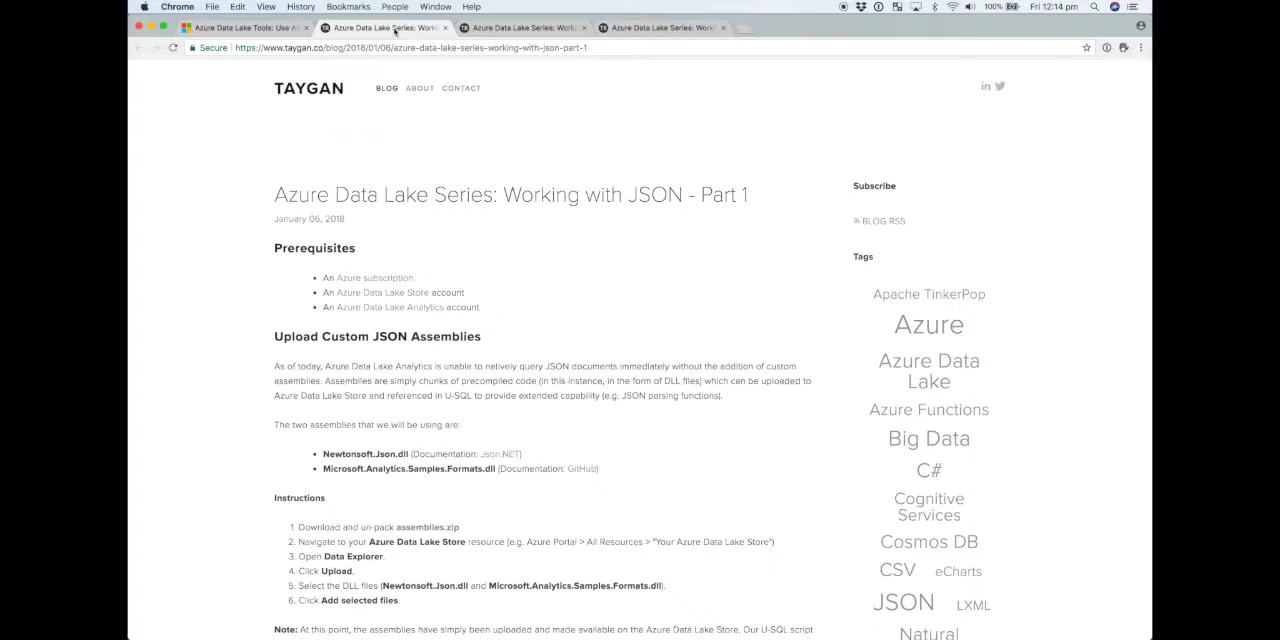 Chrome File Edit View History Bookmarks People Window Help 100% Fri 12:14 pm
Azure Data Lake Tools: Use A Azure Data Lake Series: Work Azure Data Lake Series: Work Azure Data Lake Series: Work
Secure https://www.taygan.co/blog/2018/01/06/azure-data-lake-series-working-with-json-part-1
TAYGAN BLOG ABOUT CONTACT
Azure Data Lake Series: Working with JSON - Part 1
January 06, 2018
Prerequisites
• An Azure subscription.
• An Azure Data Lake Store account
• An Azure Data Lake Analytics account
Upload Custom JSON Assemblies
As of today, Azure Data Lake Analytics is unable to natively query JSON documents immediately without the addition of custom
assemblies. Assemblies are simply chunks of precompiled code (in this instance, in the form of DLL files) which can be uploaded to
Azure Data Lake Store and referenced in U-SQL to provide extended capability (e.g. JSON parsing functions).
The two assemblies that we will be using are:
• Newtonsoft.Json.dll (Documentation: Json.NET)
• Microsoft.Analytics.Samples.Formats.dll (Documentation: GitHub)
Instructions
1. Download and un-pack assemblies.zip
2. Navigate to your Azure Data Lake Store resource (e.g. Azure Portal > All Resources > "Your Azure Data Lake Store")
3. Open Data Explorer.
4. Click Upload.
5. Select the DLL files (Newtonsoft.Json.dll and Microsoft.Analytics.Samples.Formats.dll).
6. Click Add selected files.
Note: At this point, the assemblies have simply been uploaded and made available on the Azure Data Lake Store. Our U-SQL script
Subscribe
BLOG RSS
Tags
Apache TinkerPop
Azure
Azure Data
Lake
Azure Functions
Big Data
C#
Cognitive
Services
Cosmos DB
CSV eCharts
JSON LXML
Natural